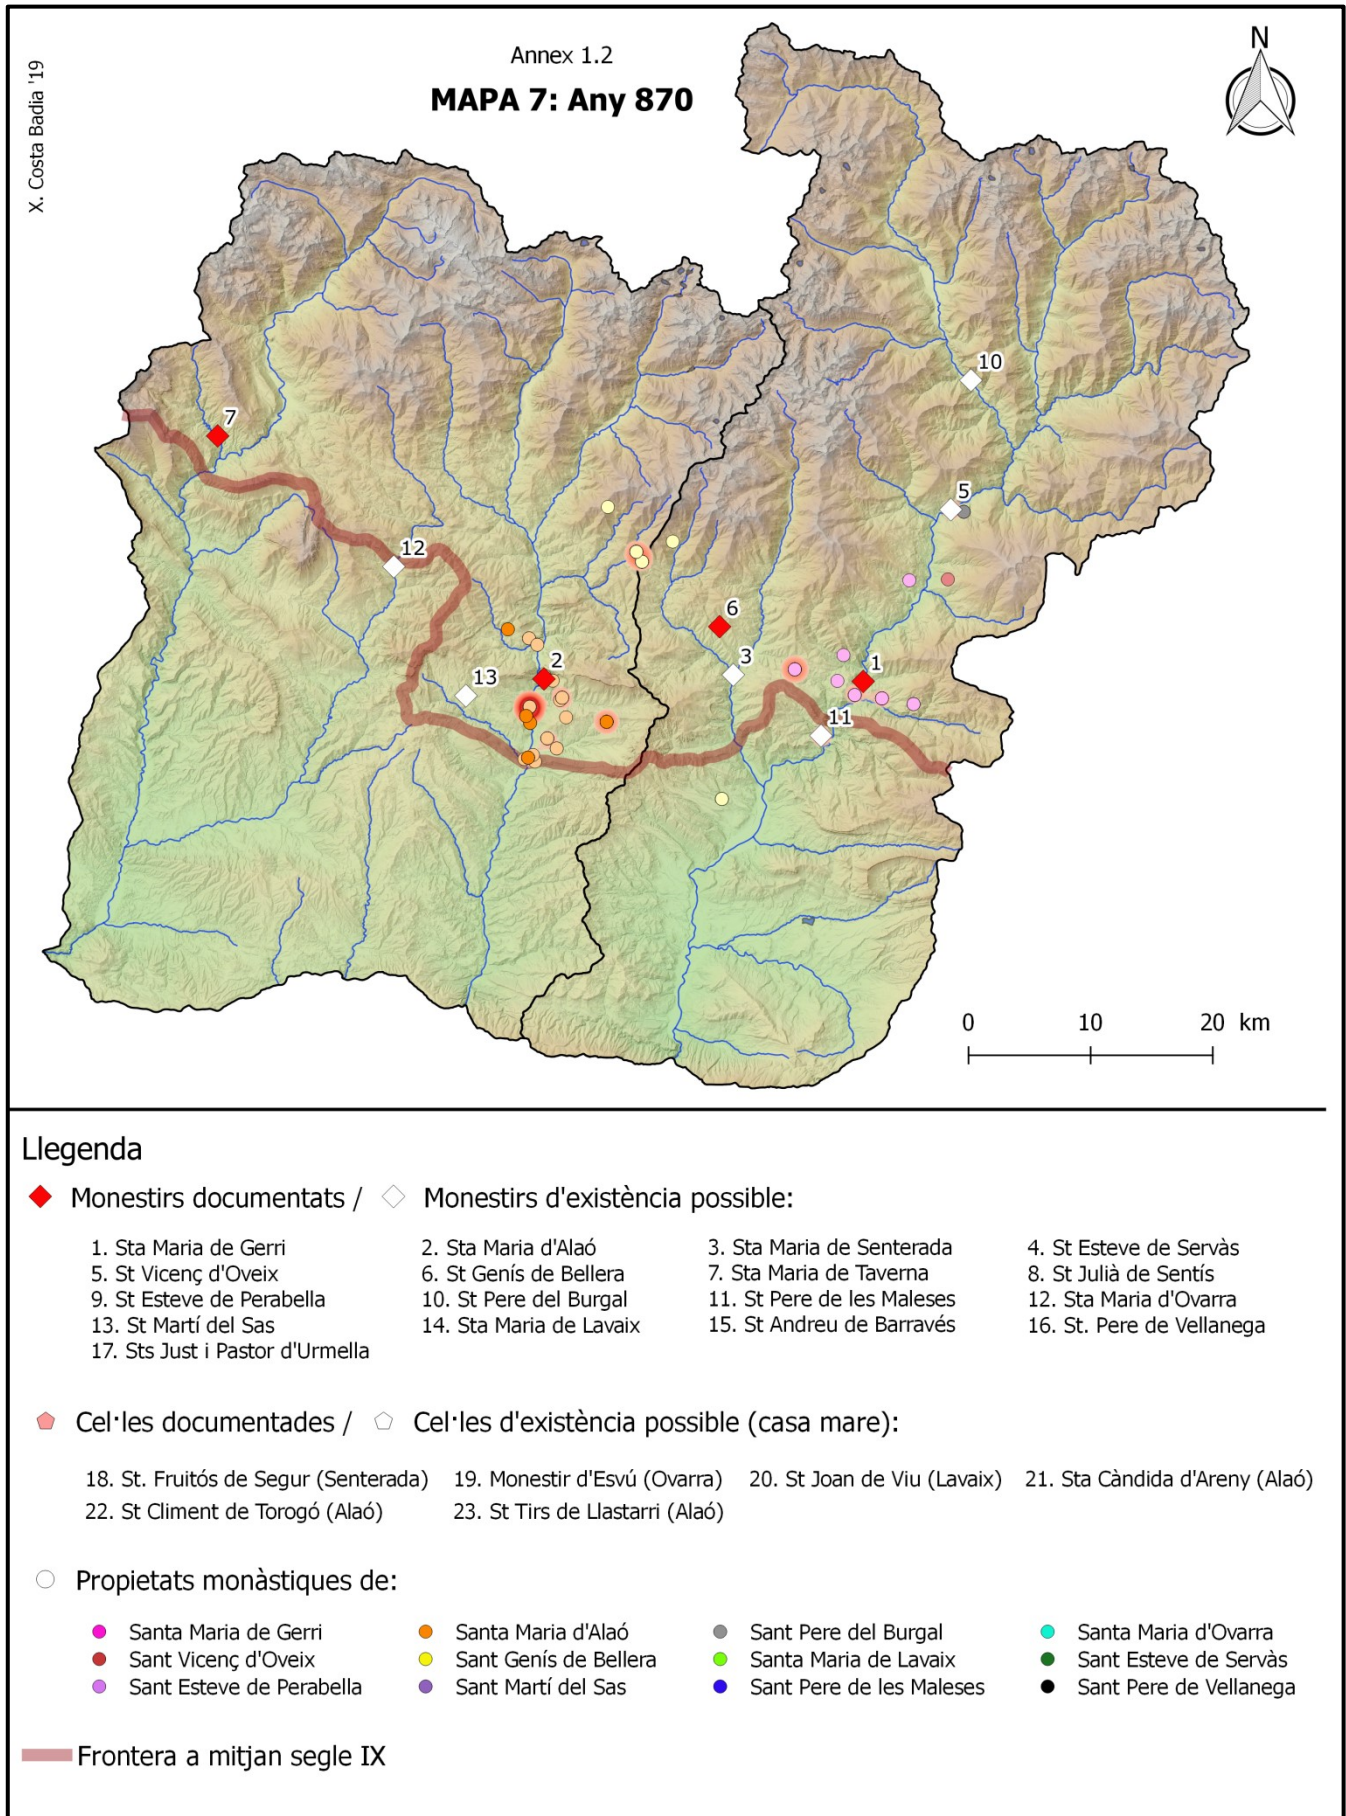 X. Costa Badia '19
Annex 1.2
MAPA 7: Any 870
N
10
7
5
12
6
3
2
1
13
11
0 10 20 km
Llegenda
Monestirs documentats / Monestirs d'existència possible:
1. Sta Maria de Gerri 2. Sta Maria d'Alaó 3. Sta Maria de Senterada 4. St Esteve de Servàs
5. St Vicenç d'Oveix 6. St Genís de Bellera 7. Sta Maria de Taverna 8. St Julià de Sentís
9. St Esteve de Perabella 10. St Pere del Burgal 11. St Pere de les Maleses 12. Sta Maria d'Ovarra
13. St Martí del Sas 14. Sta Maria de Lavaix 15. St Andreu de Barravés 16. St. Pere de Vellanega
17. Sts Just i Pastor d'Urmella
Cel·les documentades / Cel·les d'existència possible (casa mare):
18. St. Fruitós de Segur (Senterada) 19. Monestir d'Esvú (Ovarra) 20. St Joan de Viu (Lavaix) 21. Sta Càndida d'Areny (Alaó)
22. St Climent de Torogó (Alaó) 23. St Tirs de Llastarri (Alaó)
Propietats monàstiques de:
Santa Maria de Gerri Santa Maria d'Alaó Sant Pere del Burgal Santa Maria d'Ovarra
Sant Vicenç d'Oveix Sant Genís de Bellera Santa Maria de Lavaix Sant Esteve de Servàs
Sant Esteve de Perabella Sant Martí del Sas Sant Pere de les Maleses Sant Pere de Vellanega
Frontera a mitjan segle IX